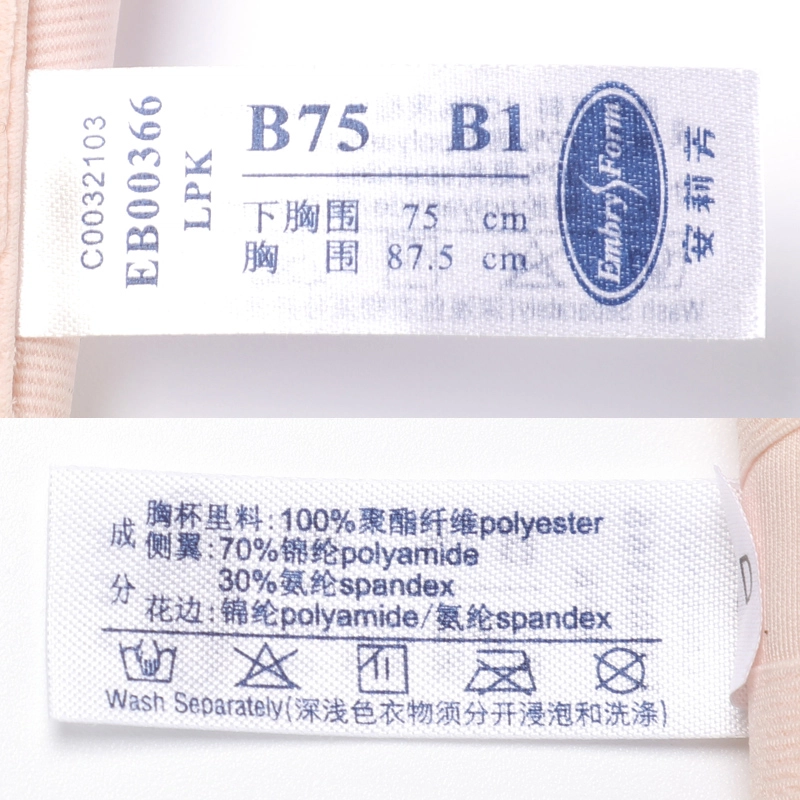 C0032103
EB00366
LPK
B75 B1
下胸围 75 cm
胸围 87.5 cm
Embry Form
安莉芳
成分
胸杯里料:100%聚酯纤维polyester
侧翼:70%锦纶polyamide
30%氨纶spandex
花边:锦纶polyamide/氨纶spandex
Wash Separately(深浅色衣物须分开浸泡和洗涤)
D